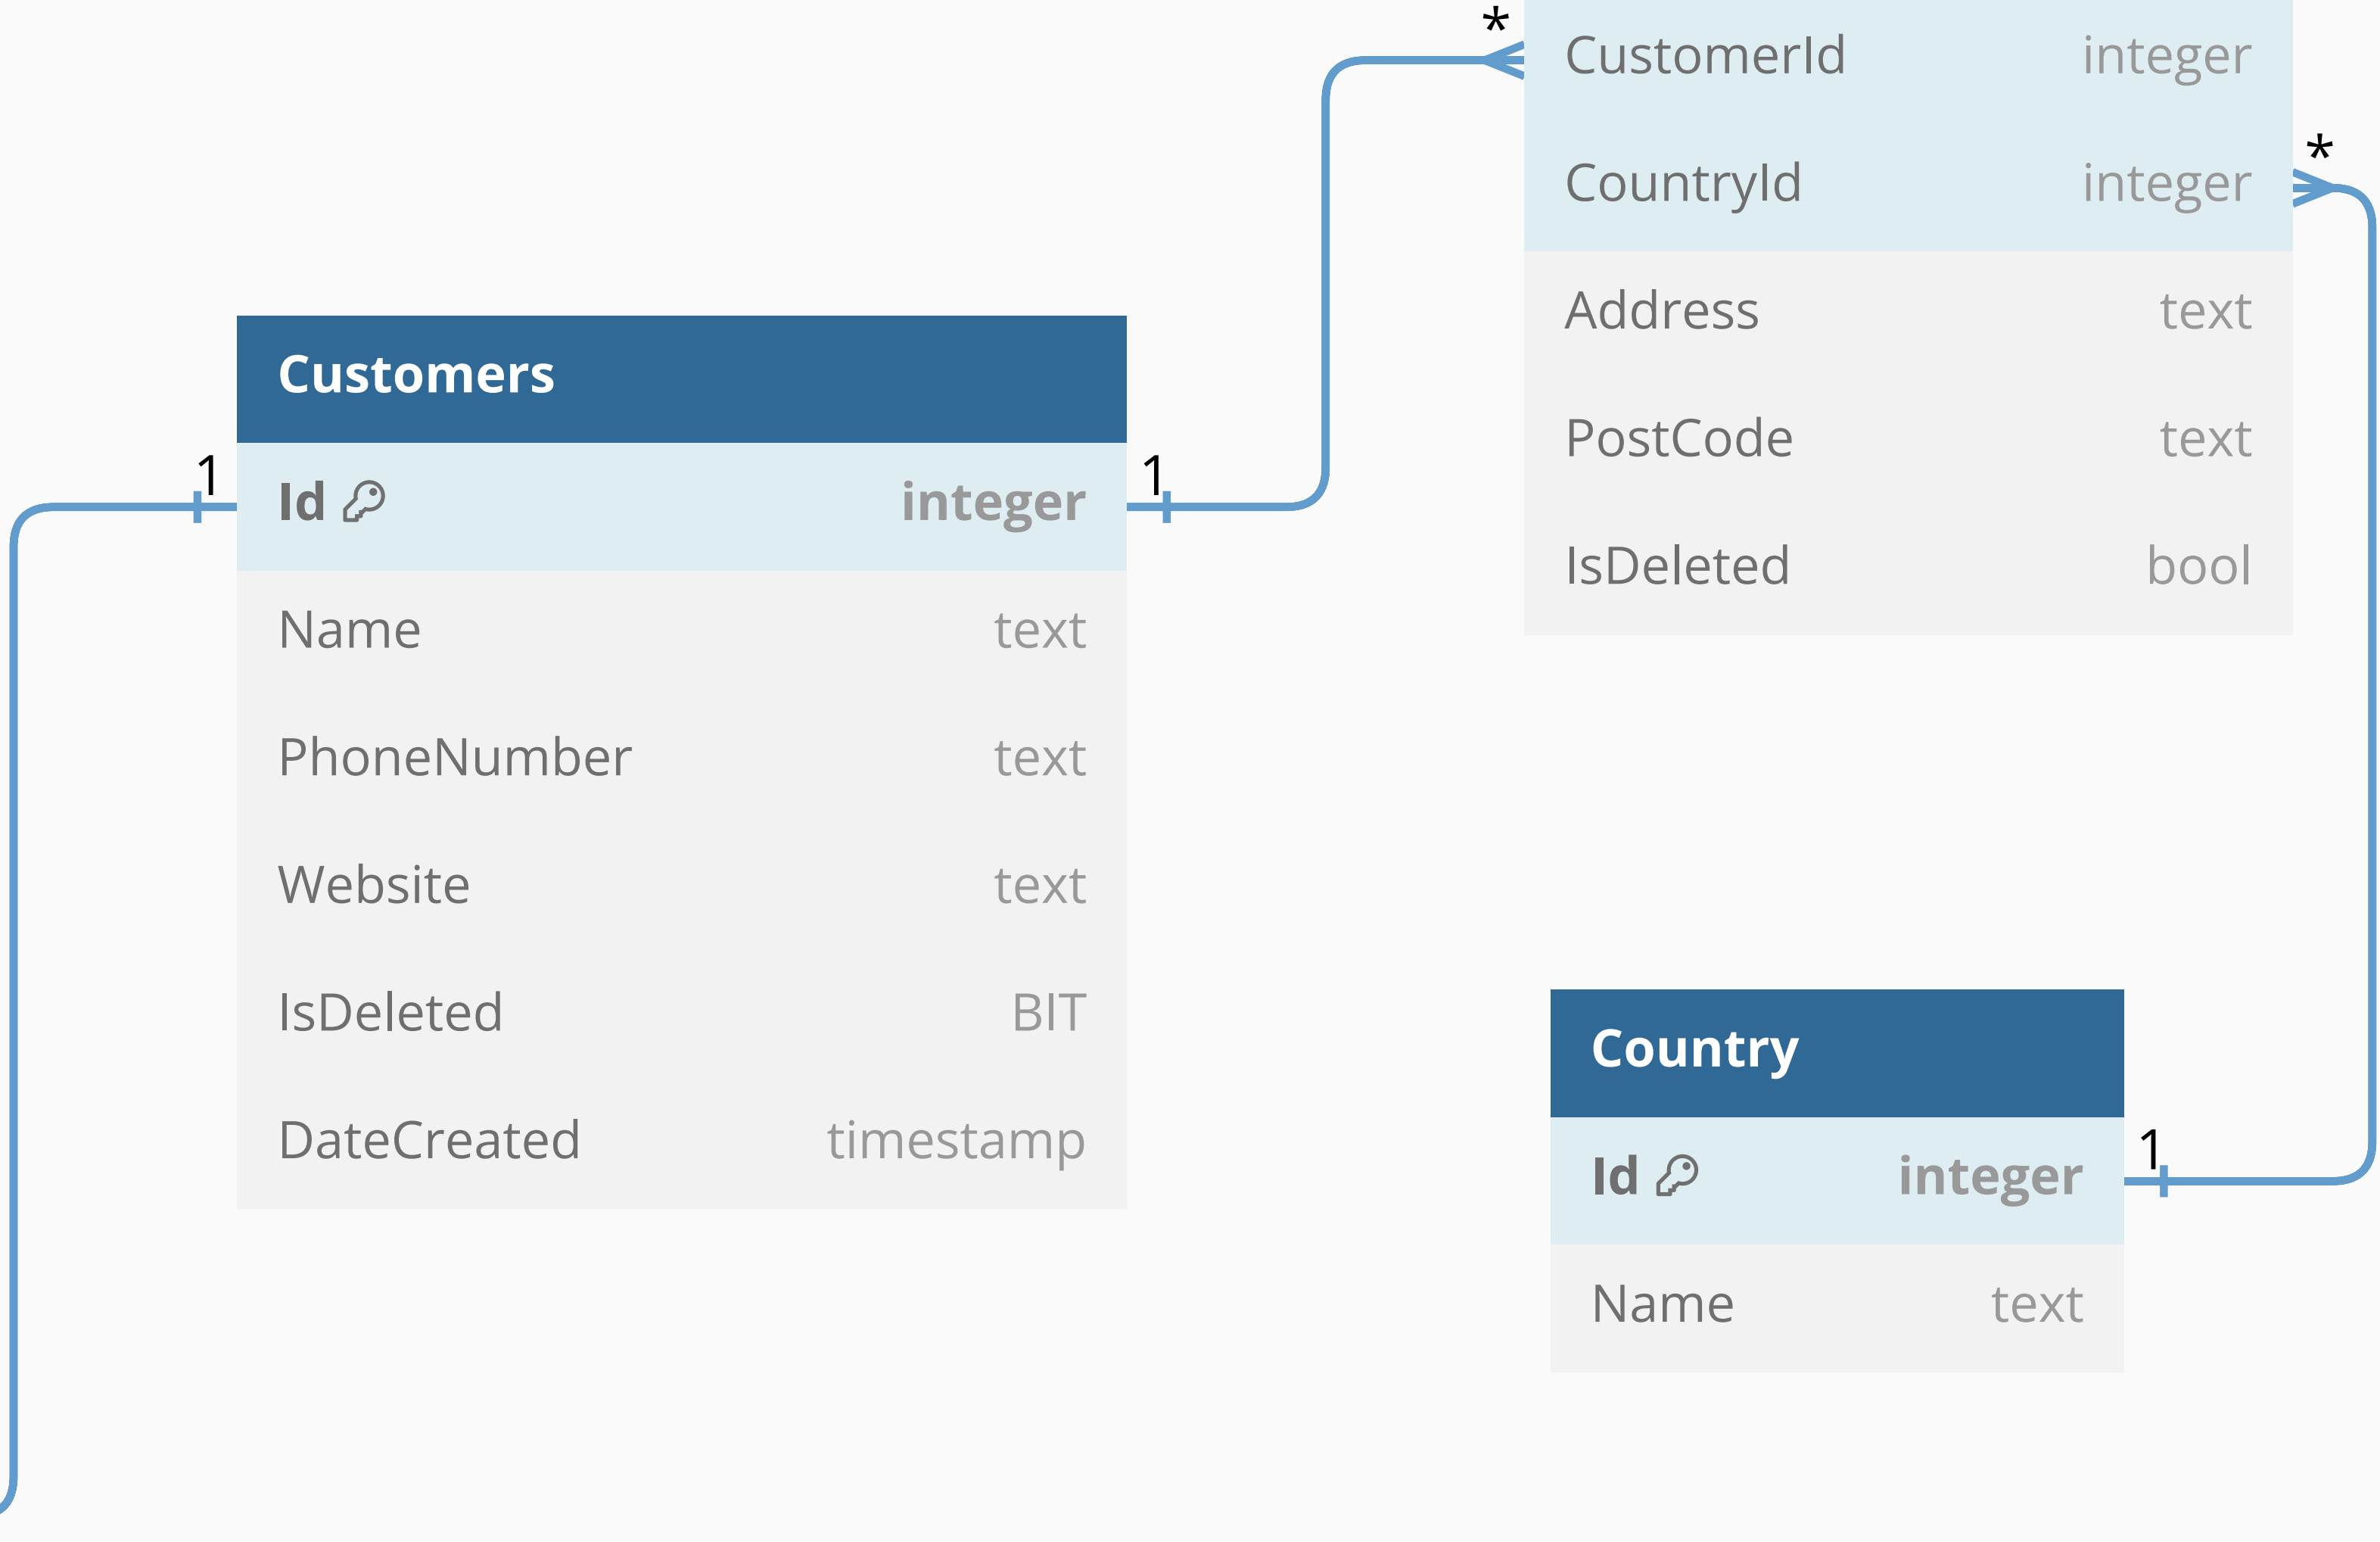 *
CustomerId integer
*
CountryId integer
Address text
PostCode text
IsDeleted bool
Customers
1 1
Id integer
Name text
PhoneNumber text
Website text
IsDeleted BIT
DateCreated timestamp
Country
1
Id integer
Name text